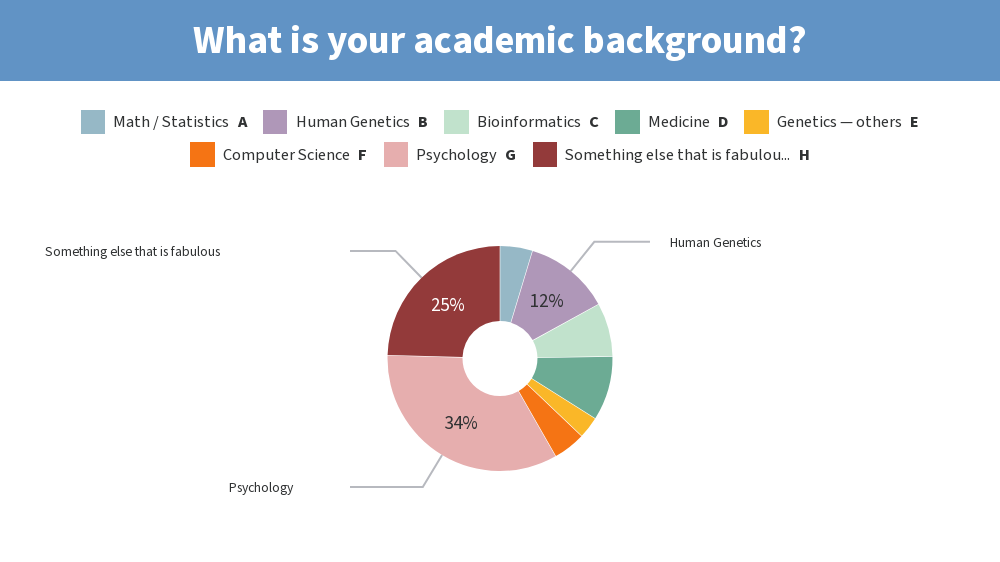 What is your academic background?
Math / Statistics A Human Genetics B Bioinformatics C Medicine D Genetics — others E
Computer Science F Psychology G Something else that is fabulou... H
Human Genetics
Something else that is fabulous
12%
25%
34%
Psychology